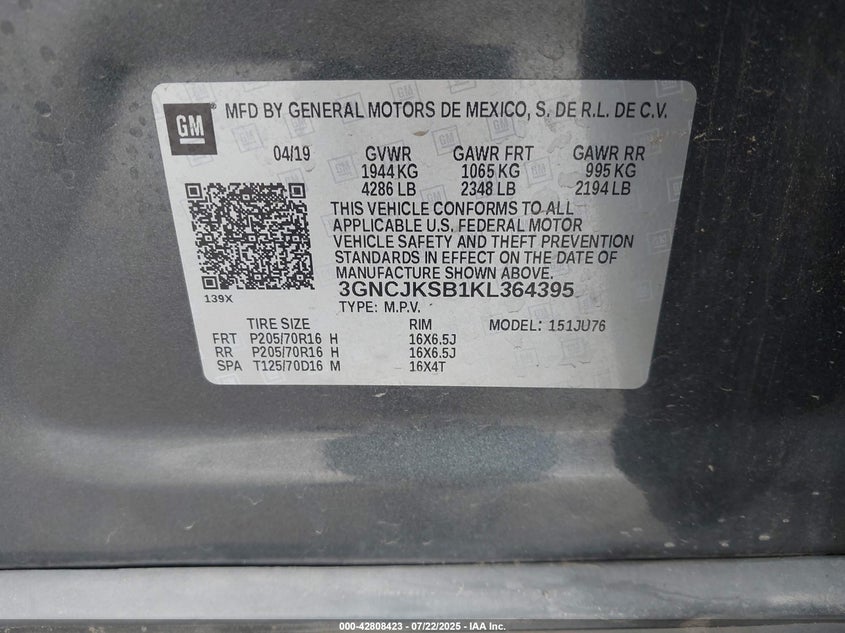 GM ® MFD BY GENERAL MOTORS DE MEXICO, S. DE R.L. DE C.V.
04/19 GVWR GAWR FRT GAWR RR
1944 KG 1065 KG 995 KG
4286 LB 2348 LB 2194 LB
THIS VEHICLE CONFORMS TO ALL
APPLICABLE U.S. FEDERAL MOTOR
VEHICLE SAFETY AND THEFT PREVENTION
STANDARDS IN EFFECT ON THE DATE OF
MANUFACTURE SHOWN ABOVE.
3GNCJKSB1KL364395
139X
TYPE: M.P.V.
TIRE SIZE RIM MODEL: 151JU76
FRT P205/70R16 H 16X6.5J
RR P205/70R16 H 16X6.5J
SPA T125/70D16 M 16X4T
000-42808423 - 07/22/2025 - IAA Inc.